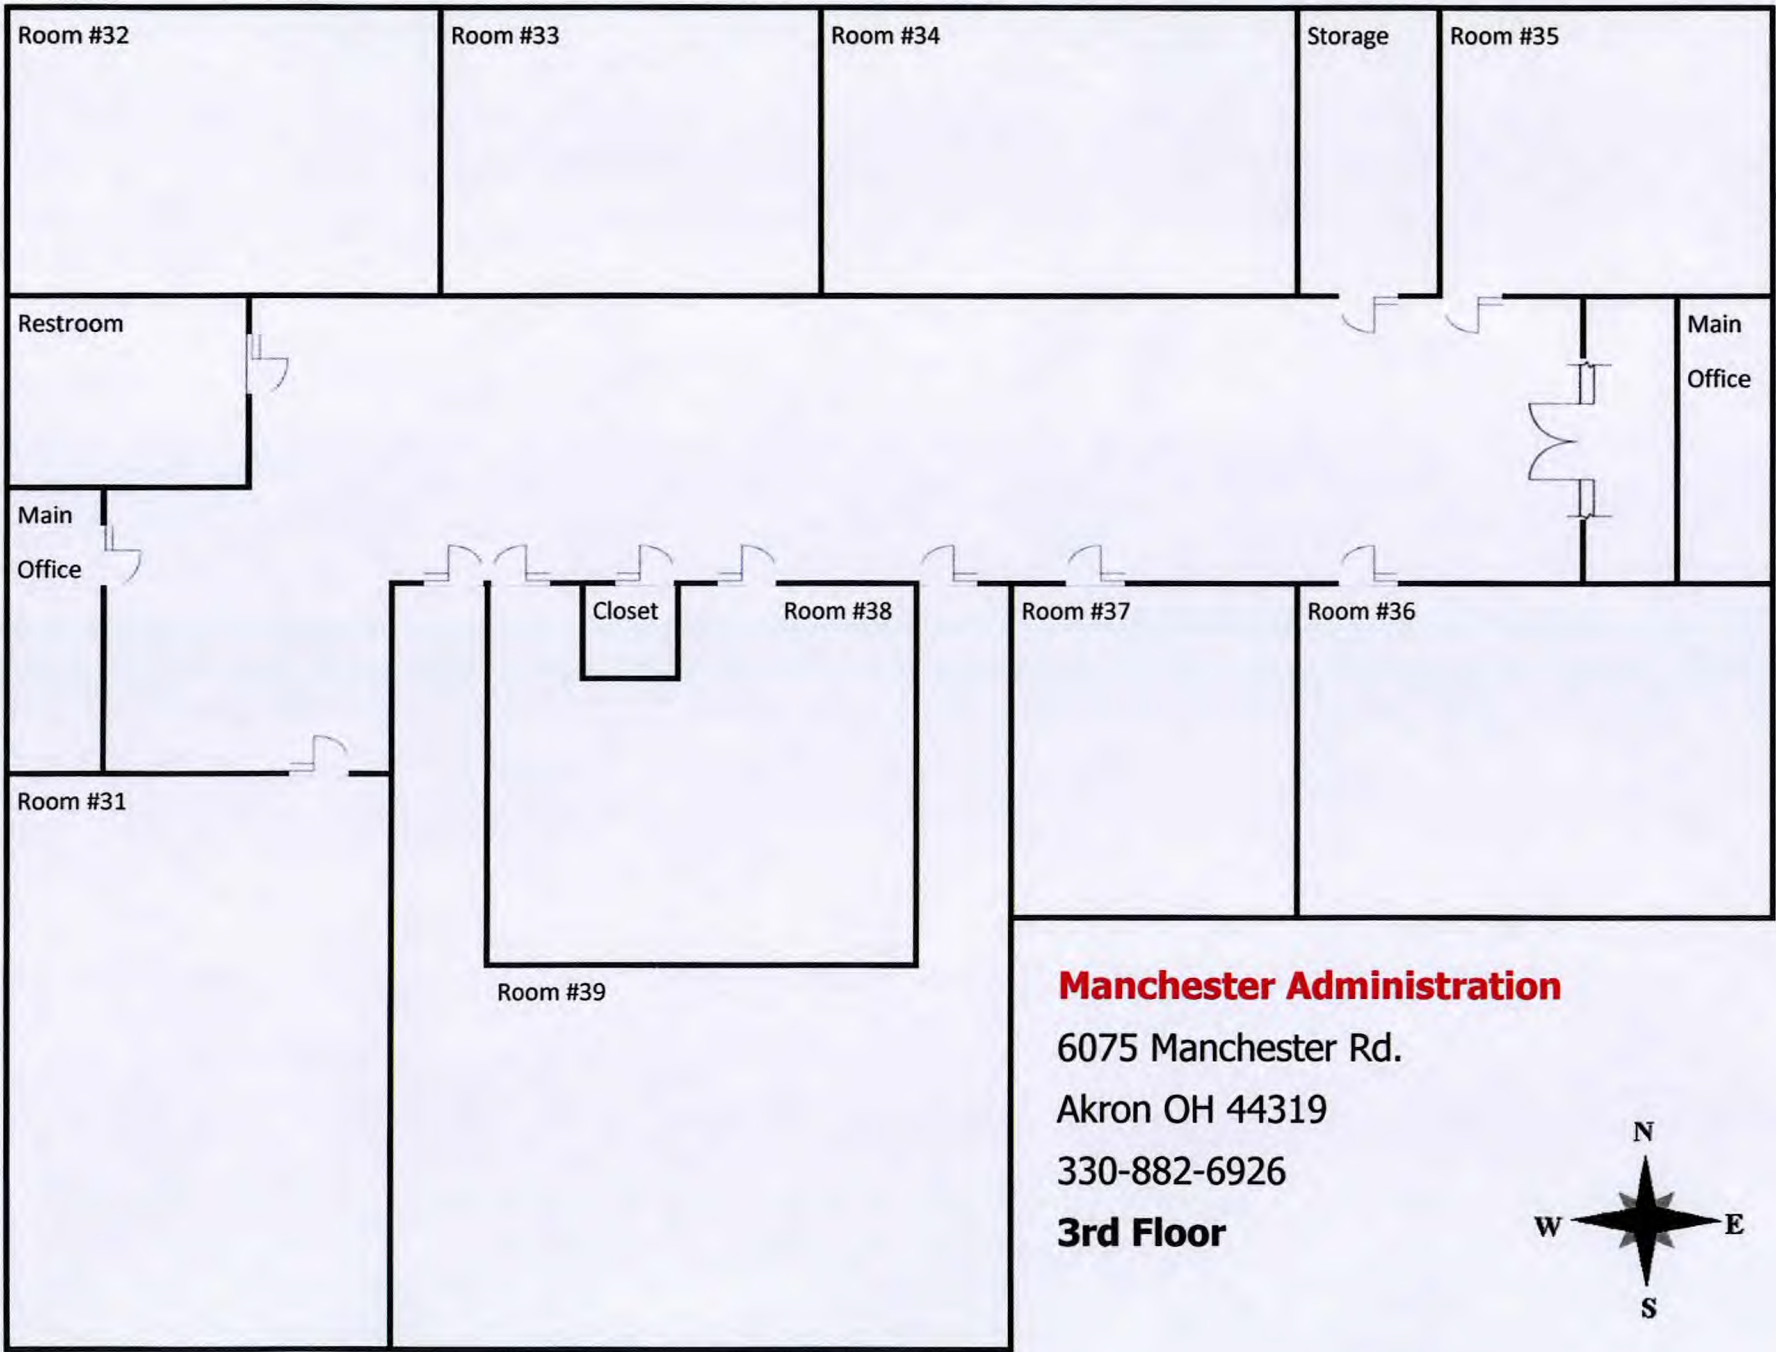 Room #32
Room #33
Room #34
Storage
Room #35
Restroom
Main
Office
Main
Office
Closet
Room #38
Room #37
Room #36
Room #31
Room #39
Manchester Administration
6075 Manchester Rd.
Akron OH 44319
330-882-6926
3rd Floor
N
W
E
S